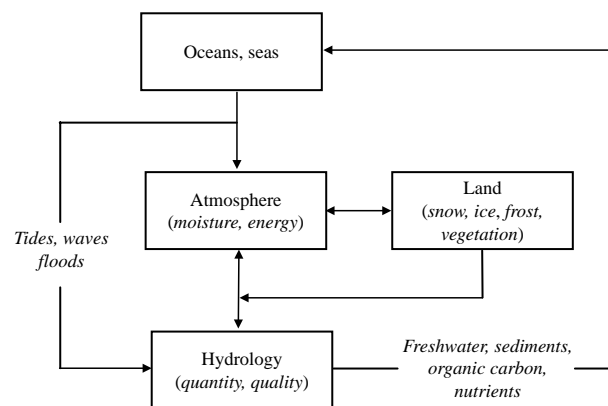 Oceans, seas
Atmosphere
(moisture, energy)
Land
(snow, ice, frost,
vegetation)
Tides, waves
floods
Hydrology
(quantity, quality)
Freshwater, sediments,
organic carbon,
nutrients